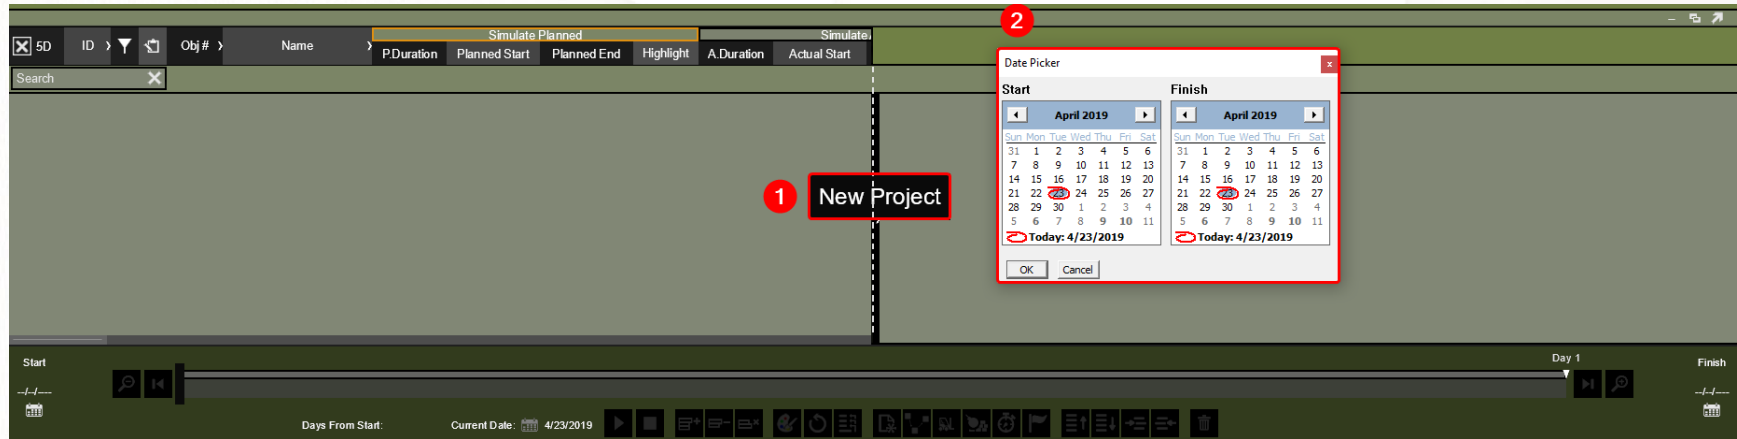 2
5D ID Obj # Name Simulate Planned Simulate
P.Duration Planned Start Planned End Highlight A.Duration Actual Start
Search
Date Picker
Start Finish
April 2019 April 2019
Sun Mon Tue Wed Thu Fri Sat Sun Mon Tue Wed Thu Fri Sat
31 1 2 3 4 5 6 31 1 2 3 4 5 6
7 8 9 10 11 12 13 7 8 9 10 11 12 13
14 15 16 17 18 19 20 14 15 16 17 18 19 20
21 22 23 24 25 26 27 21 22 23 24 25 26 27
28 29 30 1 2 3 4 28 29 30 1 2 3 4
5 6 7 8 9 10 11 5 6 7 8 9 10 11
Today: 4/23/2019 Today: 4/23/2019
OK Cancel
1 New Project
Start Day 1 Finish
--/--/---- --/--/----
Days From Start: Current Date: 4/23/2019